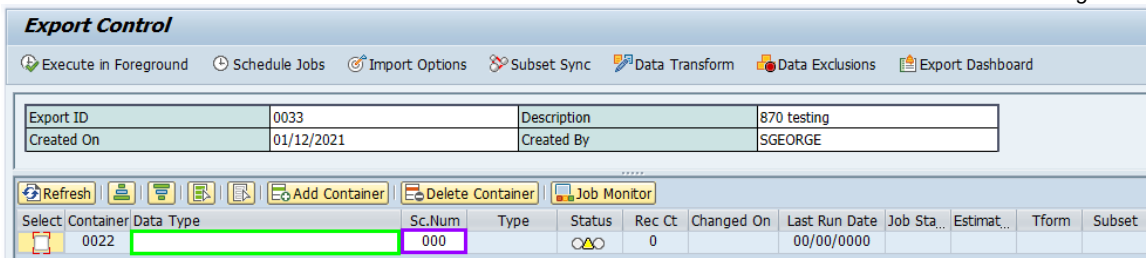 Export Control
Execute in Foreground Schedule Jobs Import Options Subset Sync Data Transform Data Exclusions Export Dashboard
Export ID 0033 Description 870 testing
Created On 01/12/2021 Created By SGEORGE
Refresh Add Container Delete Container Job Monitor
Select Container Data Type Sc.Num Type Status Rec Ct Changed On Last Run Date Job Sta... Estimat... Tform Subset
0022 000 0 00/00/0000